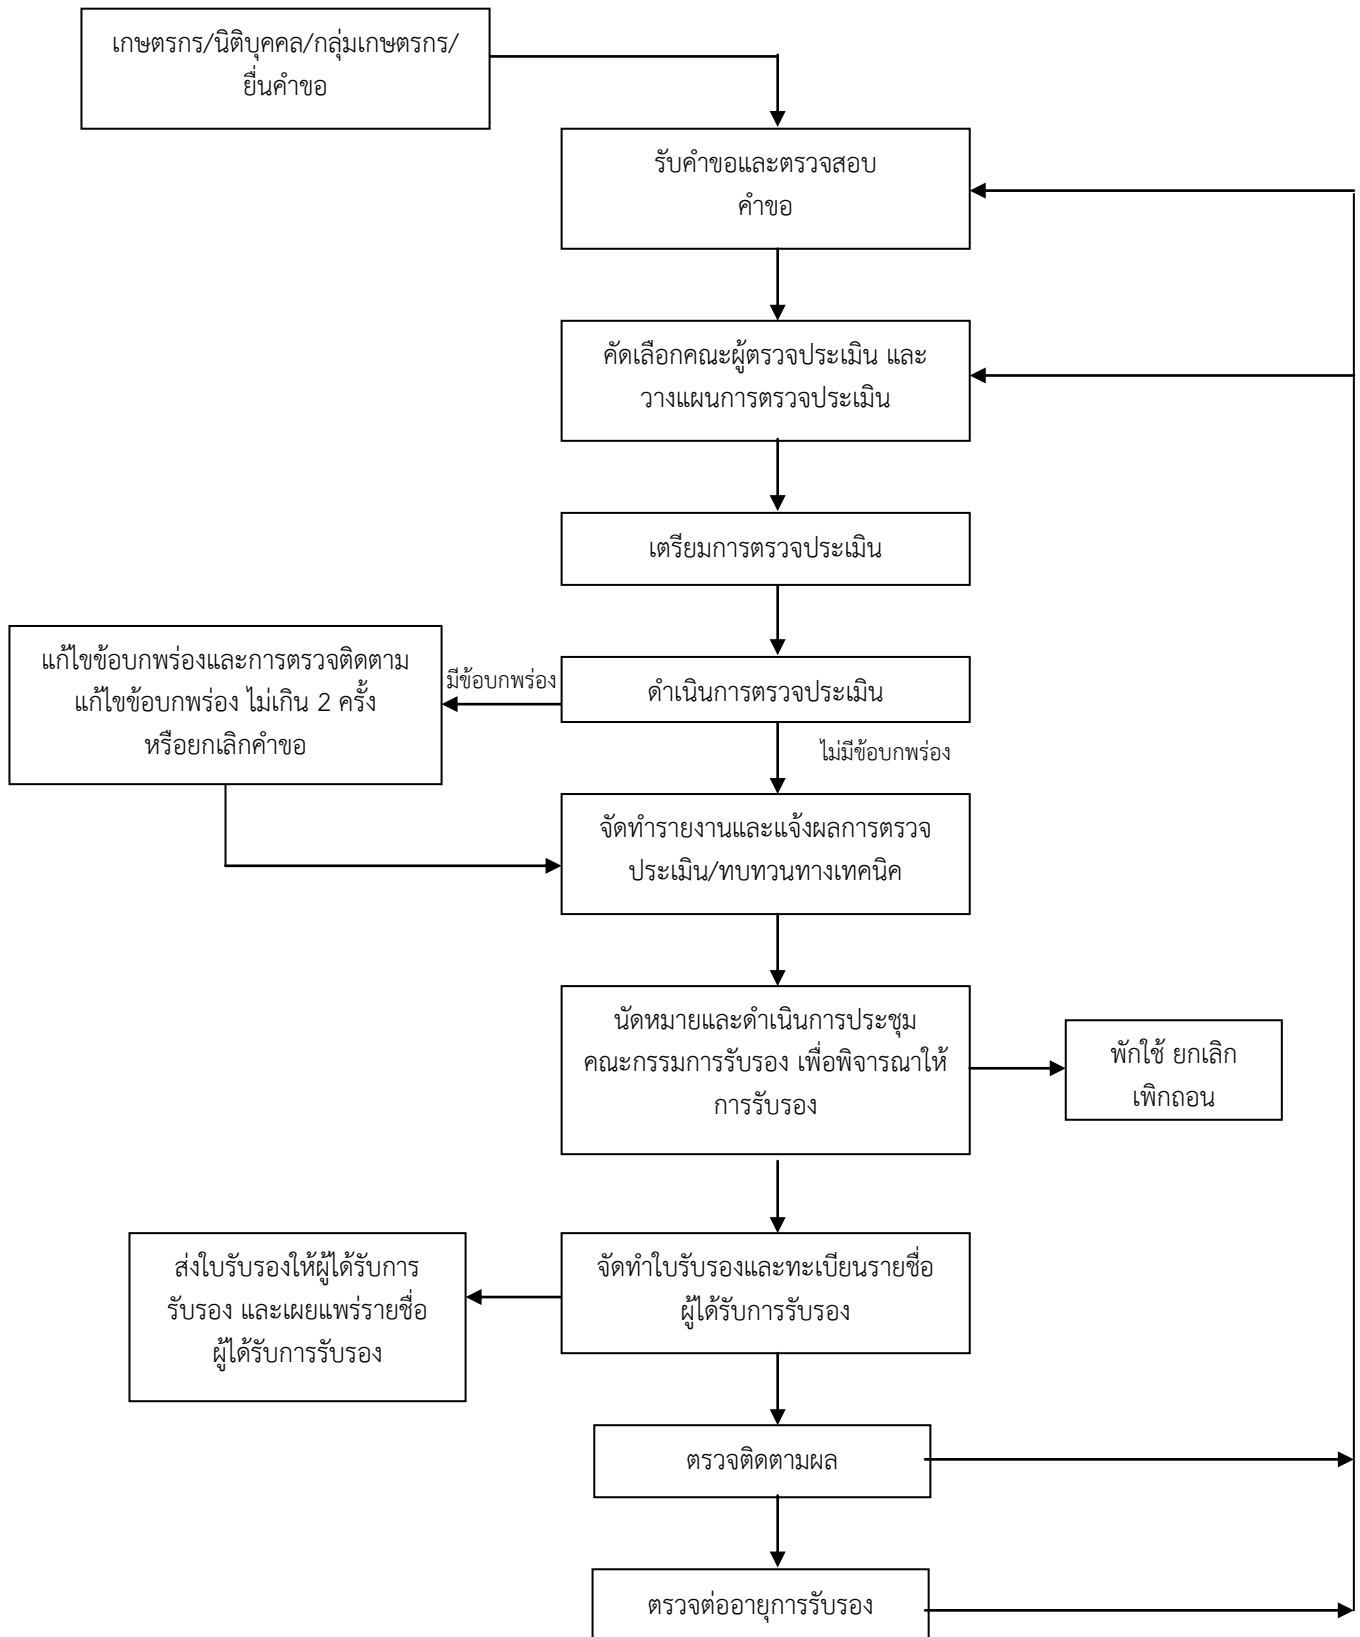 เกษตรกร/นิติบุคคล/กลุ่มเกษตรกร/
ยื่นคำขอ
รับคำขอและตรวจสอบ
คำขอ
คัดเลือกคณะผู้ตรวจประเมิน และ
วางแผนการตรวจประเมิน
เตรียมการตรวจประเมิน
แก้ไขข้อบกพร่องและการตรวจติดตาม
แก้ไขข้อบกพร่อง ไม่เกิน 2 ครั้ง
หรือยกเลิกคำขอ
มีข้อบกพร่อง
ดำเนินการตรวจประเมิน
ไม่มีข้อบกพร่อง
จัดทำรายงานและแจ้งผลการตรวจ
ประเมิน/ทบทวนทางเทคนิค
นัดหมายและดำเนินการประชุม
คณะกรรมการรับรอง เพื่อพิจารณาให้
การรับรอง
พักใช้ ยกเลิก
เพิกถอน
ส่งใบรับรองให้ผู้ได้รับการ
รับรอง และเผยแพร่รายชื่อ
ผู้ได้รับการรับรอง
จัดทำใบรับรองและทะเบียนรายชื่อ
ผู้ได้รับการรับรอง
ตรวจติดตามผล
ตรวจต่ออายุการรับรอง